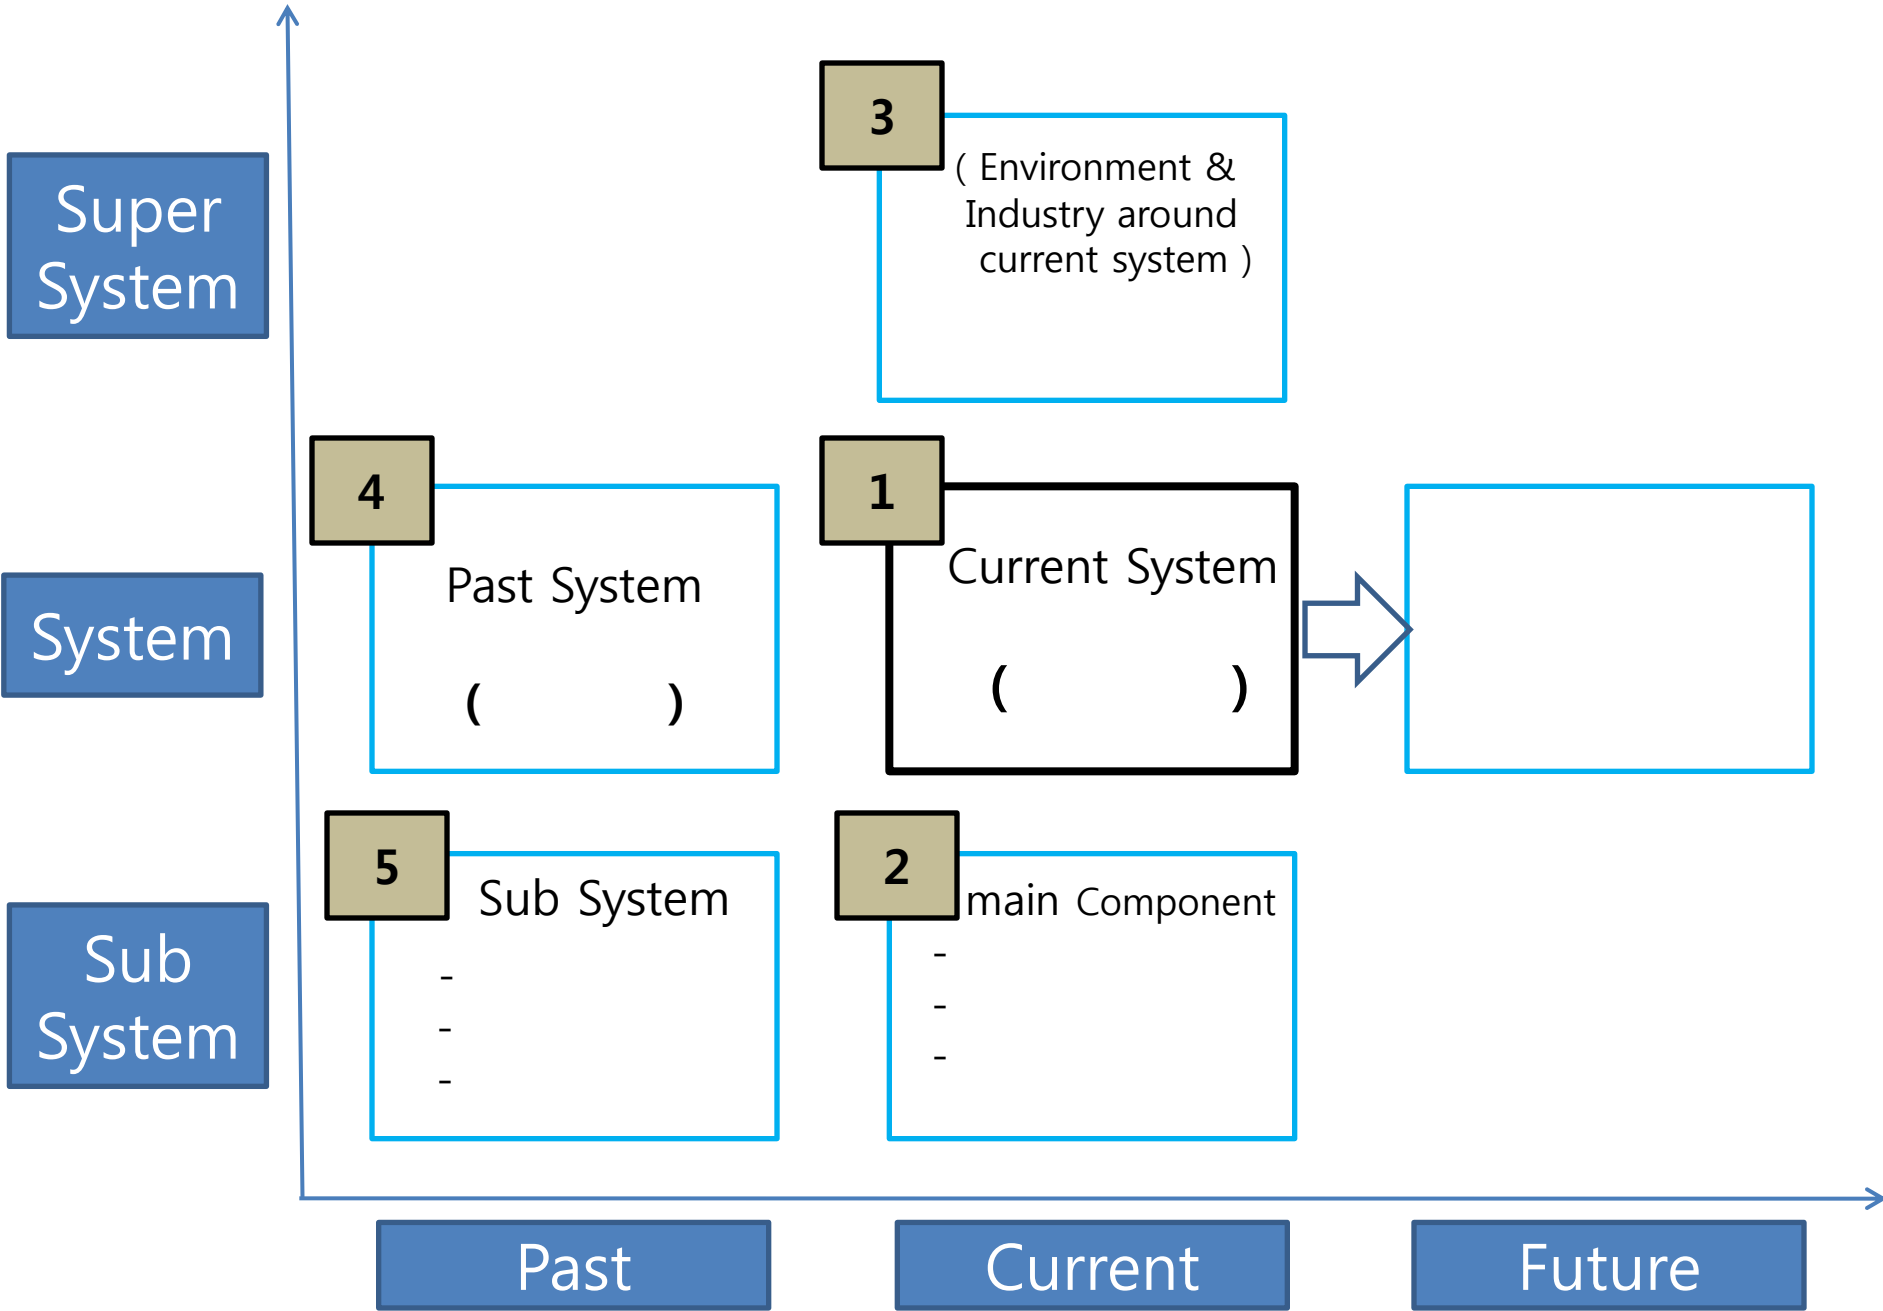 3
( Environment &
Industry around
current system )
Super
System
4
Past System
(          )
1
Current System
(          )
System
5
Sub System
-
-
-
2
main Component
-
-
-
Sub
System
Past
Current
Future